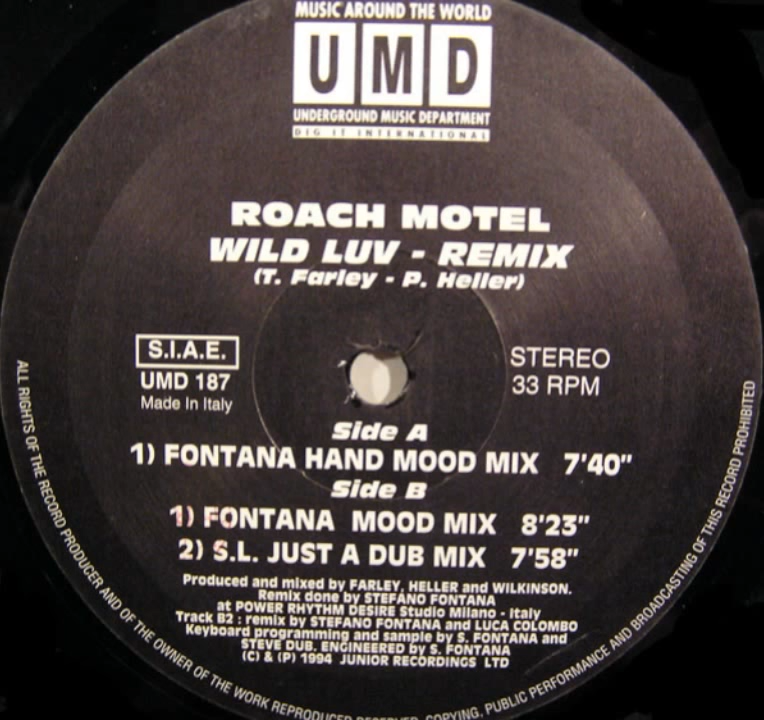 MUSIC AROUND THE WORLD
UMD
UNDERGROUND MUSIC DEPARTMENT
DIG IT INTERNATIONAL
ROACH MOTEL
WILD LUV - REMIX
(T. Farley - P. Heller)
S.I.A.E.
UMD 187
Made In Italy
STEREO
33 RPM
Side A
1) FONTANA HAND MOOD MIX 7'40"
Side B
1) FONTANA MOOD MIX 8'23"
2) S.L. JUST A DUB MIX 7'58"
Produced and mixed by FARLEY, HELLER and WILKINSON.
Remix done by STEFANO FONTANA
at POWER RHYTHM DESIRE Studio Milano - Italy
Track B2 : remix by STEFANO FONTANA and LUCA COLOMBO
Keyboard programming and sample by S. FONTANA and
STEVE DUB. ENGINEERED by S. FONTANA
(C) & (P) 1994 JUNIOR RECORDINGS LTD
ALL RIGHTS OF THE RECORD PRODUCER AND OF THE OWNER OF THE WORK REPRODUCED RESERVED. COPYING, PUBLIC PERFORMANCE AND BROADCASTING OF THIS RECORD PROHIBITED